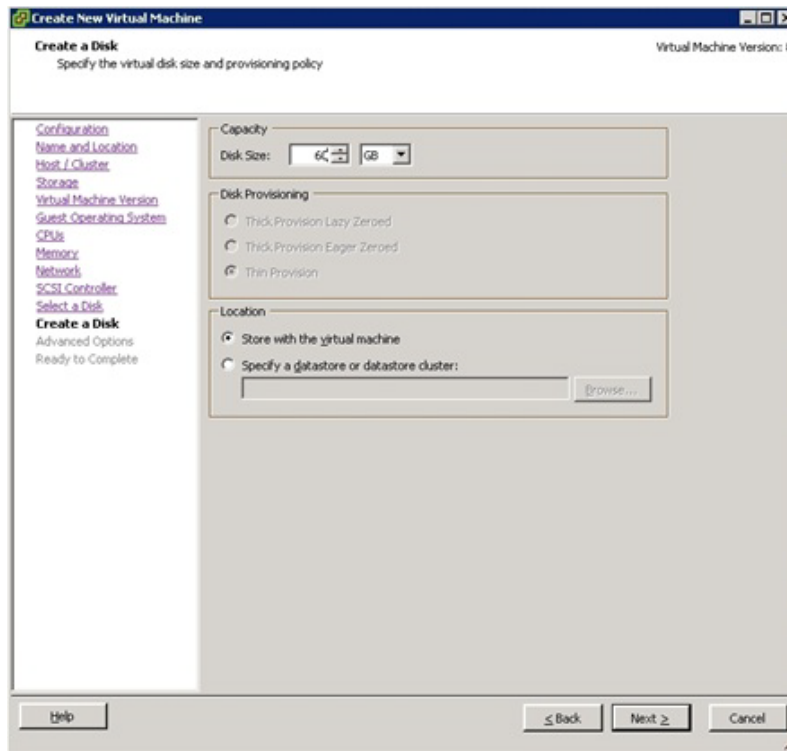 Create New Virtual Machine
Create a Disk
Specify the virtual disk size and provisioning policy
Virtual Machine Version:
Configuration
Name and Location
Host / Cluster
Storage
Virtual Machine Version
Guest Operating System
CPUs
Memory
Network
SCSI Controller
Select a Disk
Create a Disk
Advanced Options
Ready to Complete
Capacity
Disk Size: GB
Disk Provisioning
Thick Provision Lazy Zeroed
Thick Provision Eager Zeroed
Thin Provision
Location
Store with the virtual machine
Specify a datastore or datastore cluster:
Browse...
Help
< Back
Next >
Cancel